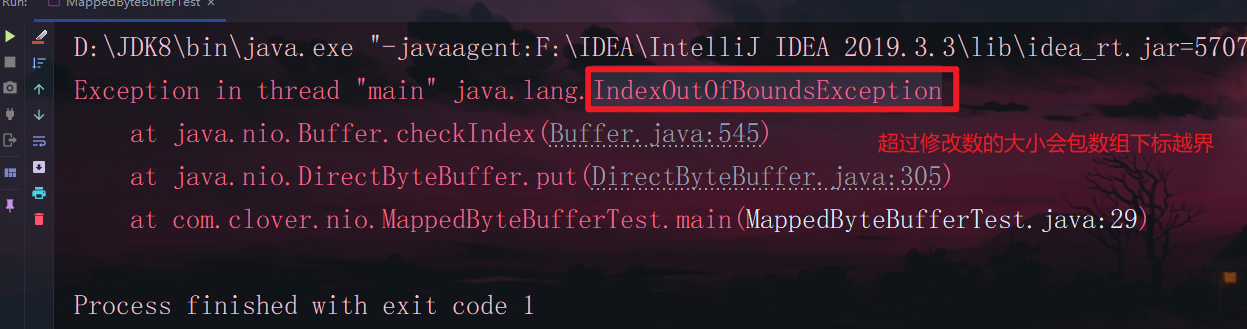 Run: MappedByteBufferTest ×
D:\JDK8\bin\java.exe "-javaagent:F:\IDEA\IntelliJ IDEA 2019.3.3\lib\idea_rt.jar=5707
Exception in thread "main" java.lang.IndexOutOfBoundsException
at java.nio.Buffer.checkIndex(Buffer.java:545)
超过修改数的大小会包数组下标越界
at java.nio.DirectByteBuffer.put(DirectByteBuffer.java:305)
at com.clover.nio.MappedByteBufferTest.main(MappedByteBufferTest.java:29)
Process finished with exit code 1